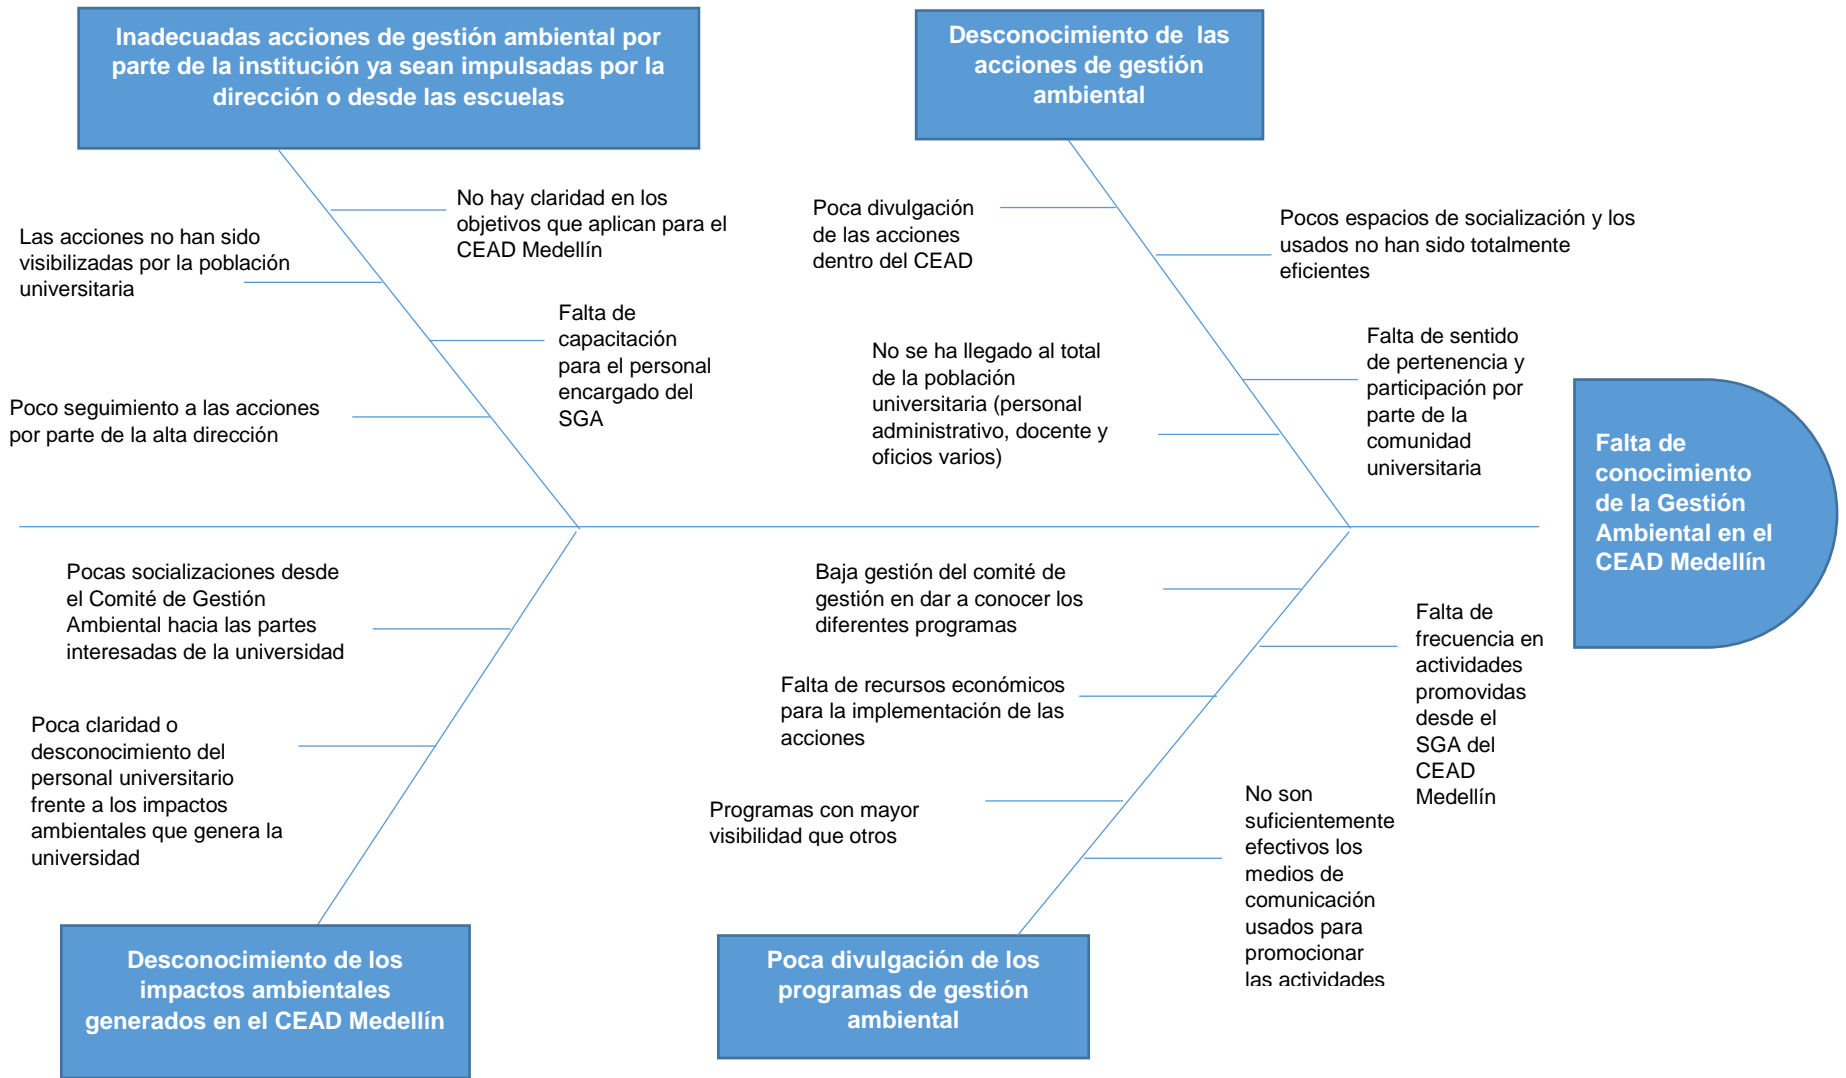 Inadecuadas acciones de gestión ambiental por
parte de la institución ya sean impulsadas por la
dirección o desde las escuelas
Desconocimiento de las
acciones de gestión
ambiental
No hay claridad en los
objetivos que aplican para el
CEAD Medellín
Las acciones no han sido
visibilizadas por la población
universitaria
Falta de
capacitación
para el personal
encargado del
SGA
Poco seguimiento a las acciones
por parte de la alta dirección
Poca divulgación
de las acciones
dentro del CEAD
Pocos espacios de socialización y los
usados no han sido totalmente
eficientes
No se ha llegado al total
de la población
universitaria (personal
administrativo, docente y
oficios varios)
Falta de sentido
de pertenencia y
participación por
parte de la
comunidad
universitaria
Falta de
conocimiento
de la Gestión
Ambiental en el
CEAD Medellín
Pocas socializaciones desde
el Comité de Gestión
Ambiental hacia las partes
interesadas de la universidad
Poca claridad o
desconocimiento del
personal universitario
frente a los impactos
ambientales que genera la
universidad
Baja gestión del comité de
gestión en dar a conocer los
diferentes programas
Falta de recursos económicos
para la implementación de las
acciones
Programas con mayor
visibilidad que otros
Falta de
frecuencia en
actividades
promovidas
desde el
SGA del
CEAD
Medellín
No son
suficientemente
efectivos los
medios de
comunicación
usados para
promocionar
las actividades
Desconocimiento de los
impactos ambientales
generados en el CEAD Medellín
Poca divulgación de los
programas de gestión
ambiental